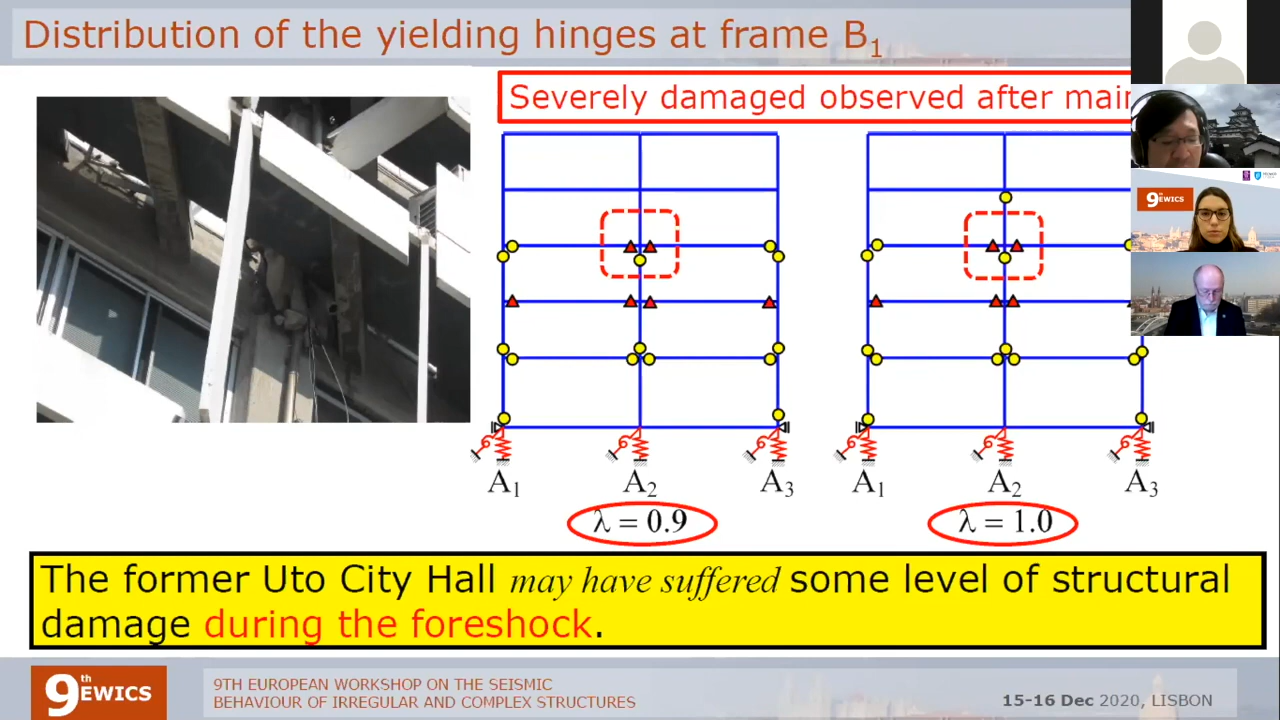 Distribution of the yielding hinges at frame B₁
Severely damaged observed after main
9th EWICS
A₁ A₂ A₃ A₁ A₂ A₃
λ = 0.9 λ = 1.0
The former Uto City Hall may have suffered some level of structural
damage during the foreshock.
9th EWICS
9TH EUROPEAN WORKSHOP ON THE SEISMIC
BEHAVIOUR OF IRREGULAR AND COMPLEX STRUCTURES
15-16 Dec 2020, LISBON